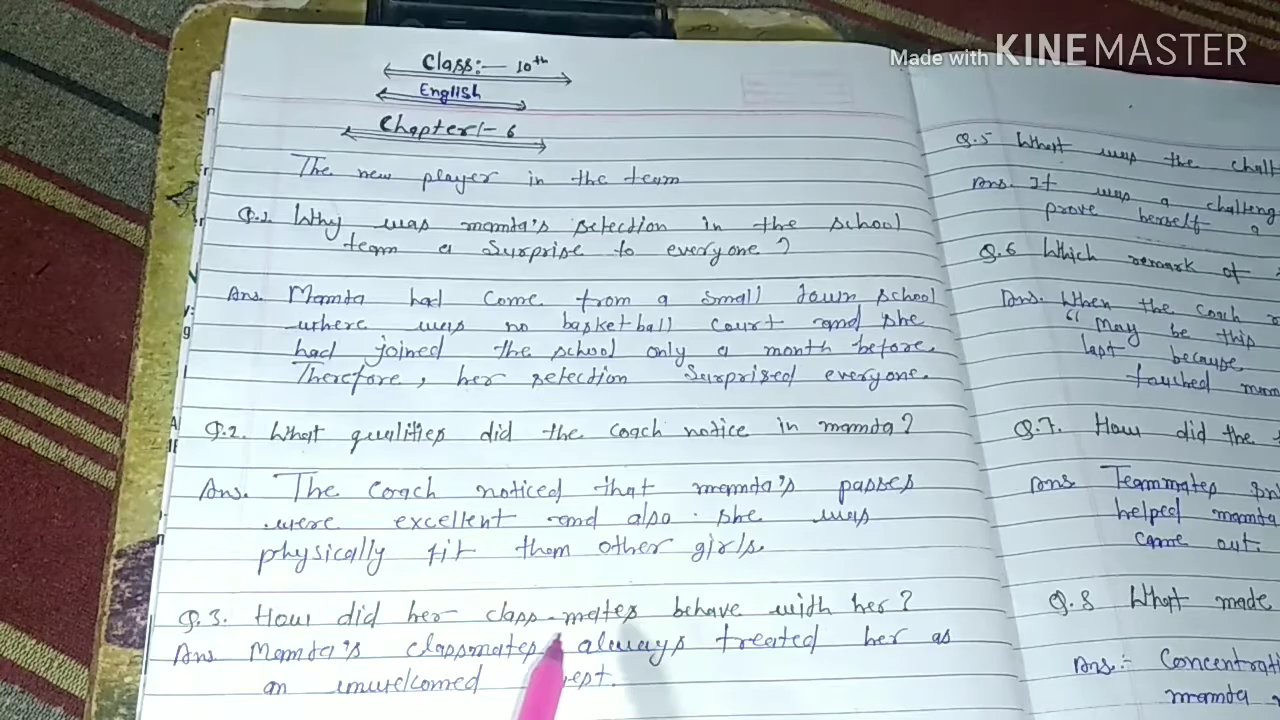 Made with KINEMASTER
Class:- 10th
English
Chapter:- 6
The new player in the team
Q.1 Why was mamta's selection in the school
team a surprise to everyone?
Ans. Mamta had come from a small town school
where was no basketball court and she
had joined the school only a month before.
Therefore, her selection surprised everyone.
Q.2. What qualities did the coach notice in mamta?
Ans. The coach noticed that mamta's passes
were excellent and also she was
physically fit them other girls.
Q.3. How did her class-mates behave with her?
Ans Mamta's classmates always treated her as
an unwelcomed
Q.5 What was the
Ans. It was a
prove herself a
Q.6 Which remark of
Ans. When the coach
"May be this
last because
touched
Q.7. How did the
Ans Teammates
helped mamta
came out.
Q.8 What made
Ans:-
mamta